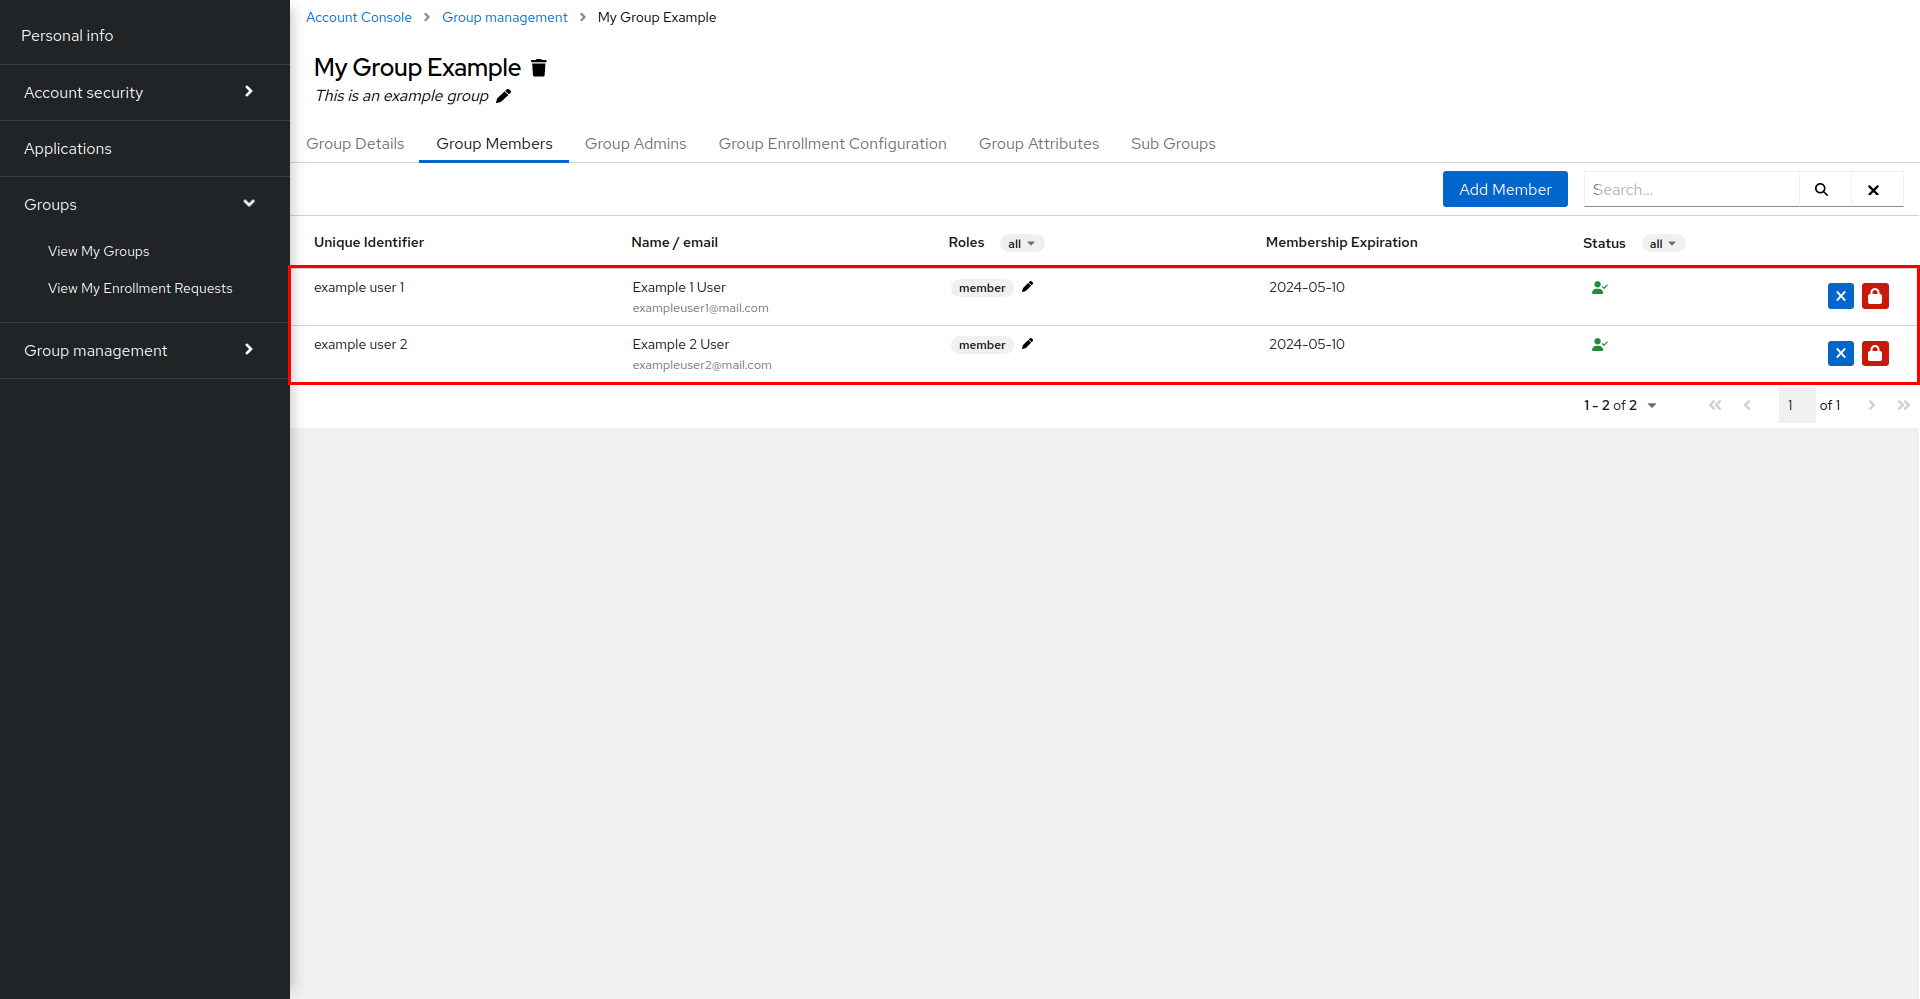 Personal info
Account security
Applications
Groups
View My Groups
View My Enrollment Requests
Group management
Account Console > Group management > My Group Example
My Group Example
This is an example group
Group Details Group Members Group Admins Group Enrollment Configuration Group Attributes Sub Groups
Add Member Search...
Unique Identifier Name / email Roles all Membership Expiration Status all
example user 1 Example 1 User member 2024-05-10
exampleuser1@mail.com
example user 2 Example 2 User member 2024-05-10
exampleuser2@mail.com
1 - 2 of 2 1 of 1